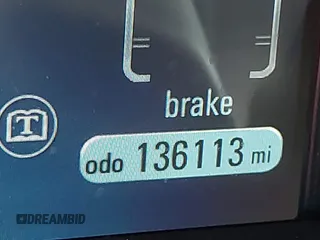 brake
T
odo 136113 mi
DREAMBID